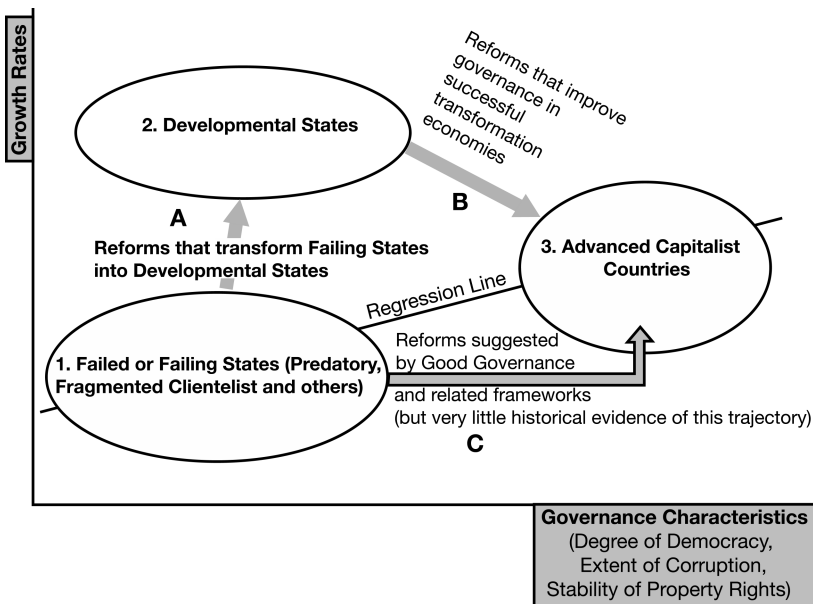 Growth Rates
2. Developmental States
Reforms that improve
governance in
successful
transformation
economies
A
B
Reforms that transform Failing States
into Developmental States
3. Advanced Capitalist
Countries
Regression Line
1. Failed or Failing States (Predatory,
Fragmented Clientelist and others)
Reforms suggested
by Good Governance
and related frameworks
(but very little historical evidence of this trajectory)
C
Governance Characteristics
(Degree of Democracy,
Extent of Corruption,
Stability of Property Rights)